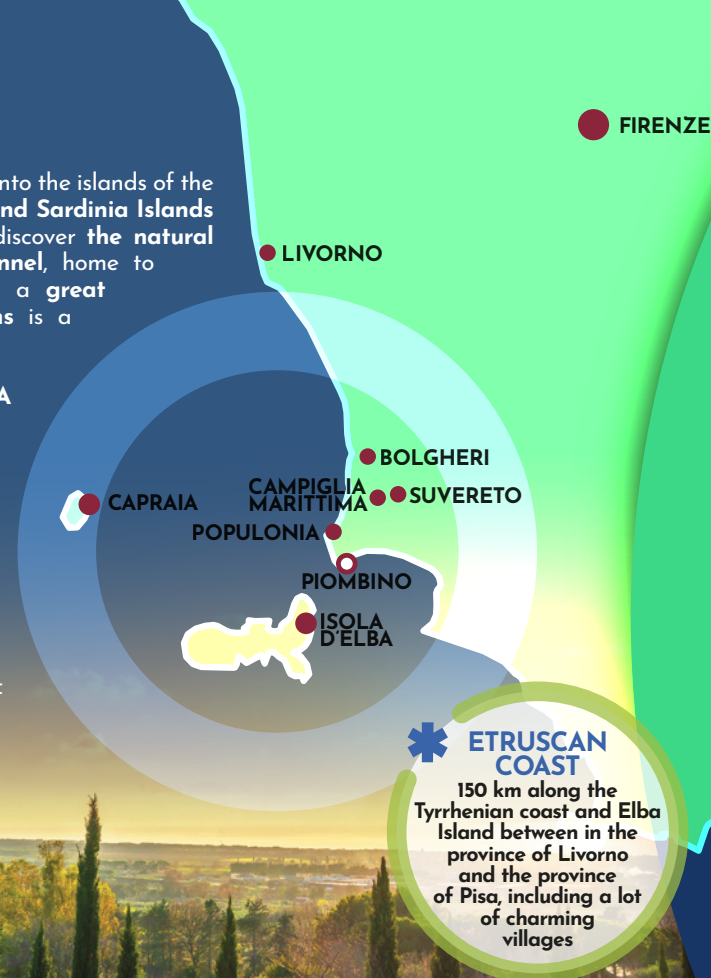 FIRENZE
nto the islands of the
nd Sardinia Islands
discover the natural
nnel, home to
a great
s is a
LIVORNO
A
BOLGHERI
CAMPIGLIA
MARITTIMA
SUVERETO
CAPRAIA
POPULONIA
PIOMBINO
ISOLA
D'ELBA
ETRUSCAN
COAST
150 km along the
Tyrrhenian coast and Elba
Island between in the
province of Livorno
and the province
of Pisa, including a lot
of charming
villages